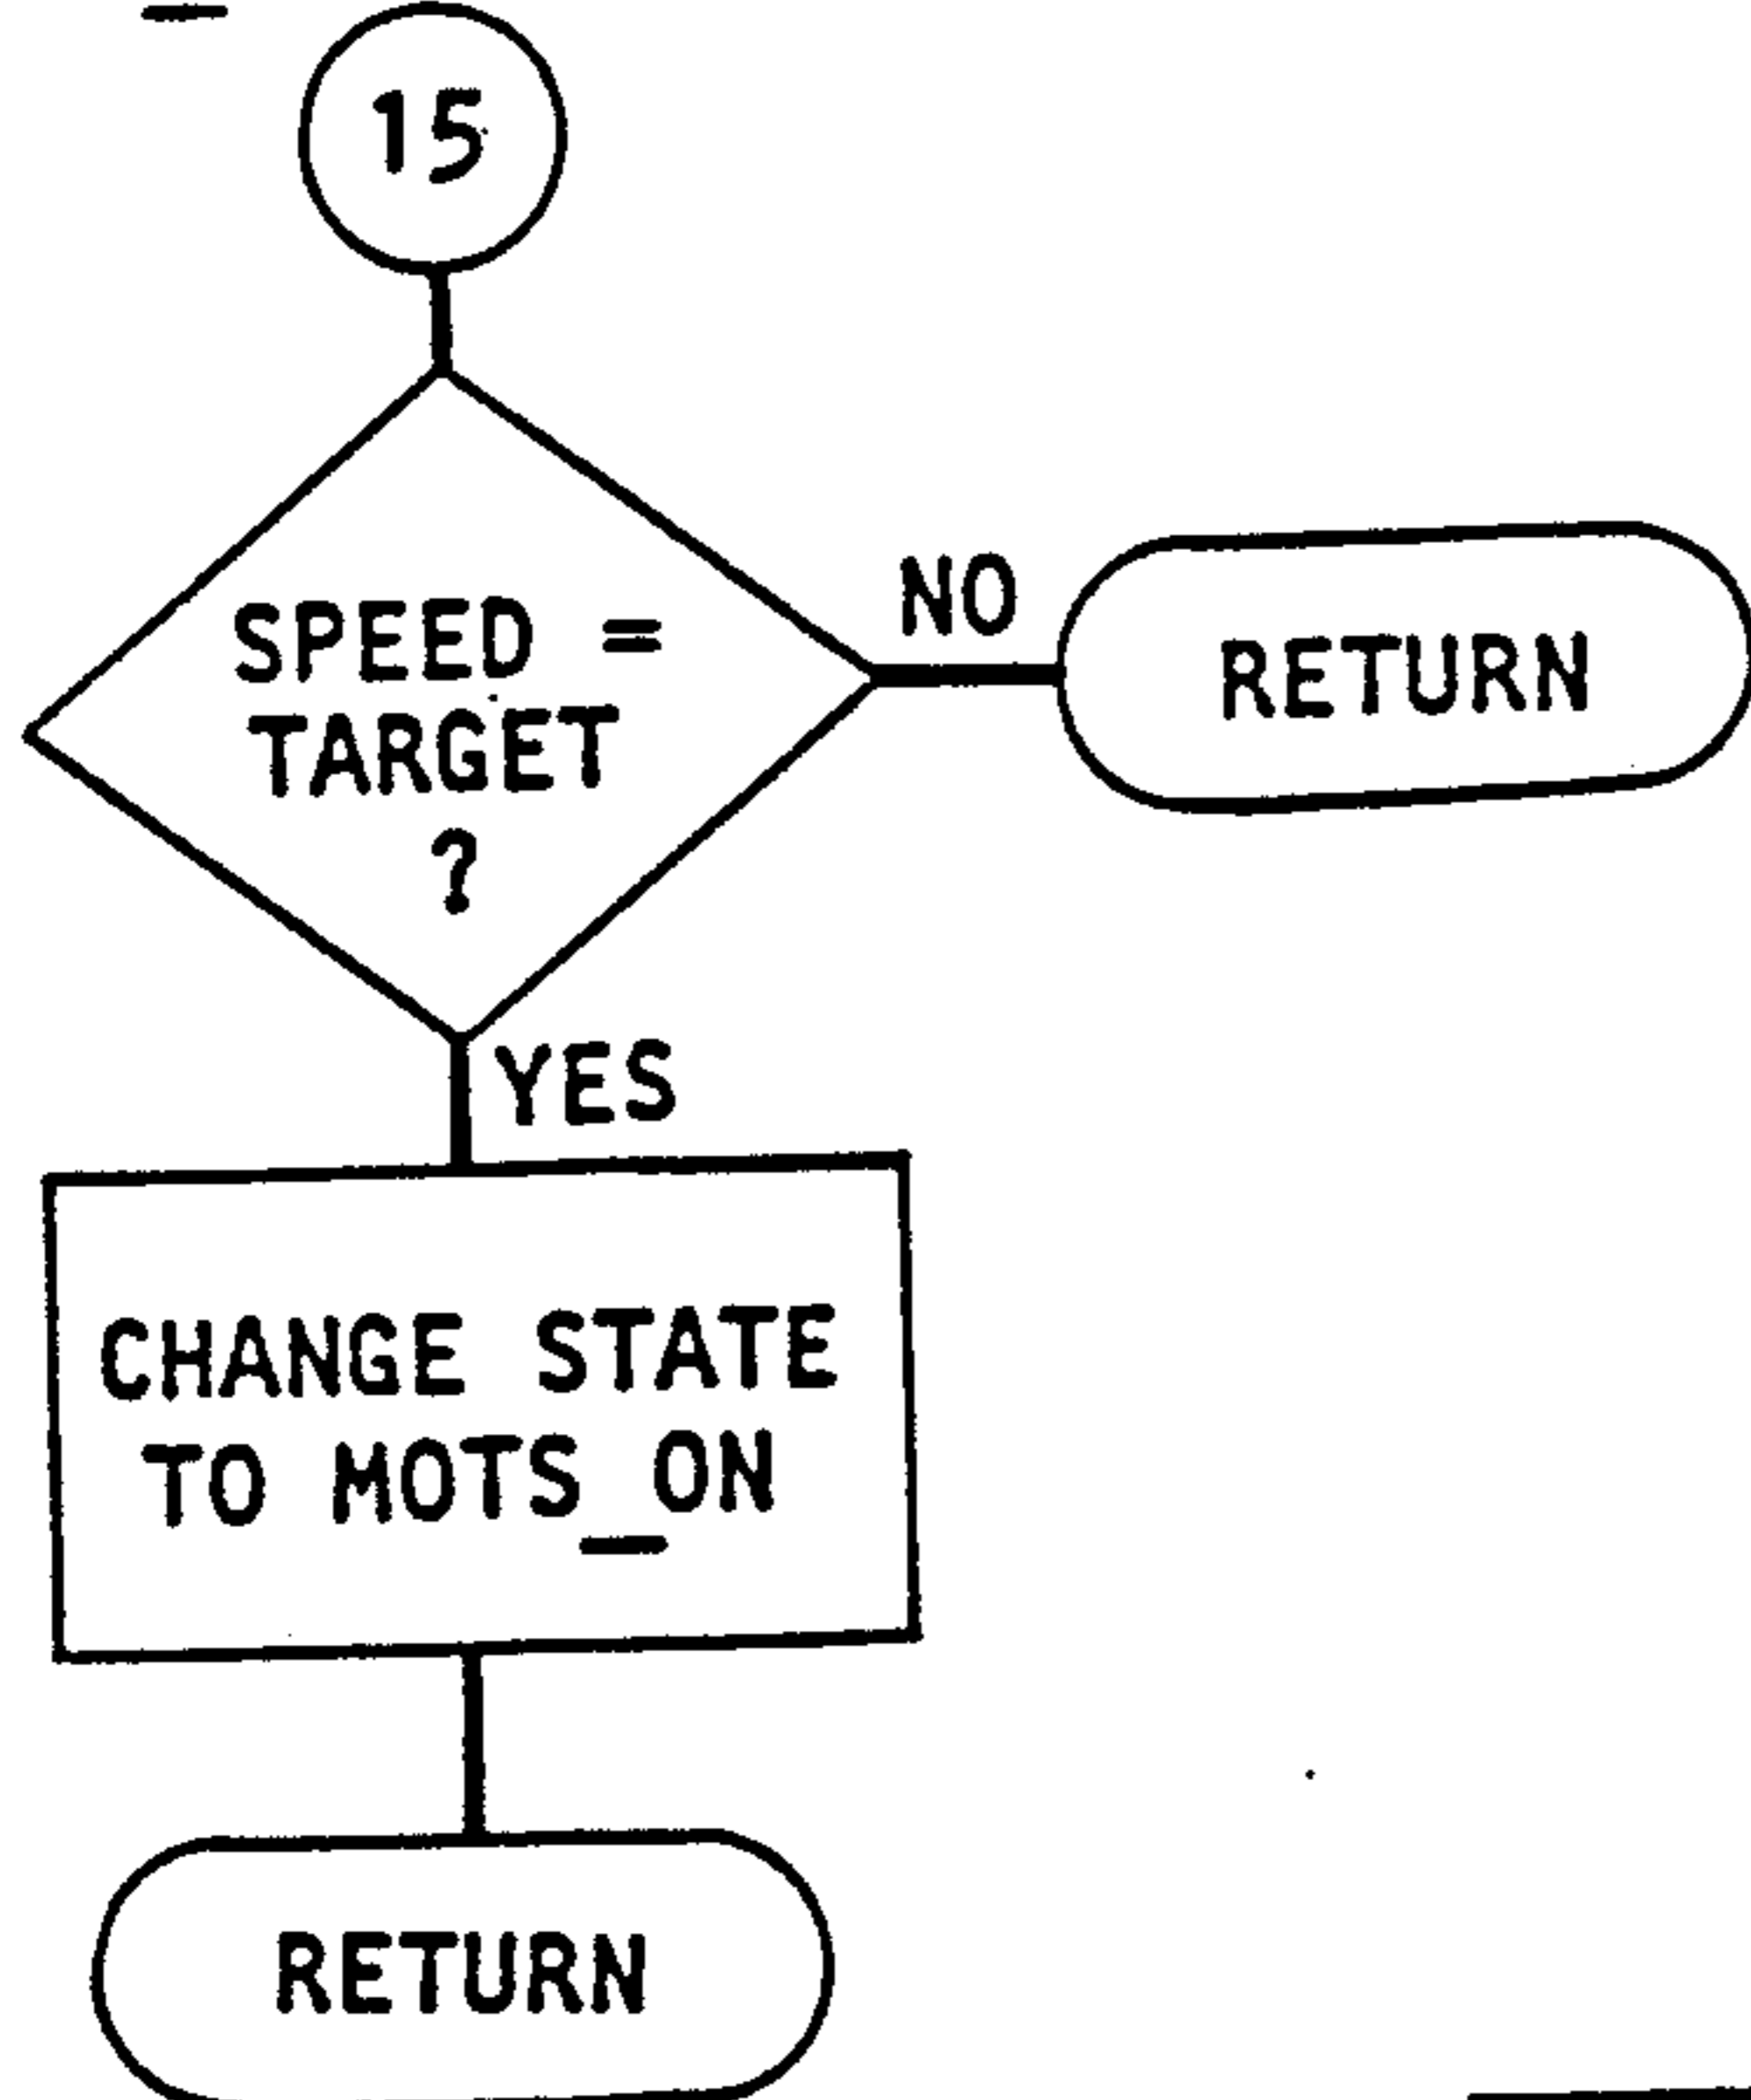 15
SPEED =
TARGET
?
NO
RETURN
YES
CHANGE STATE
TO MOTS_ON
RETURN